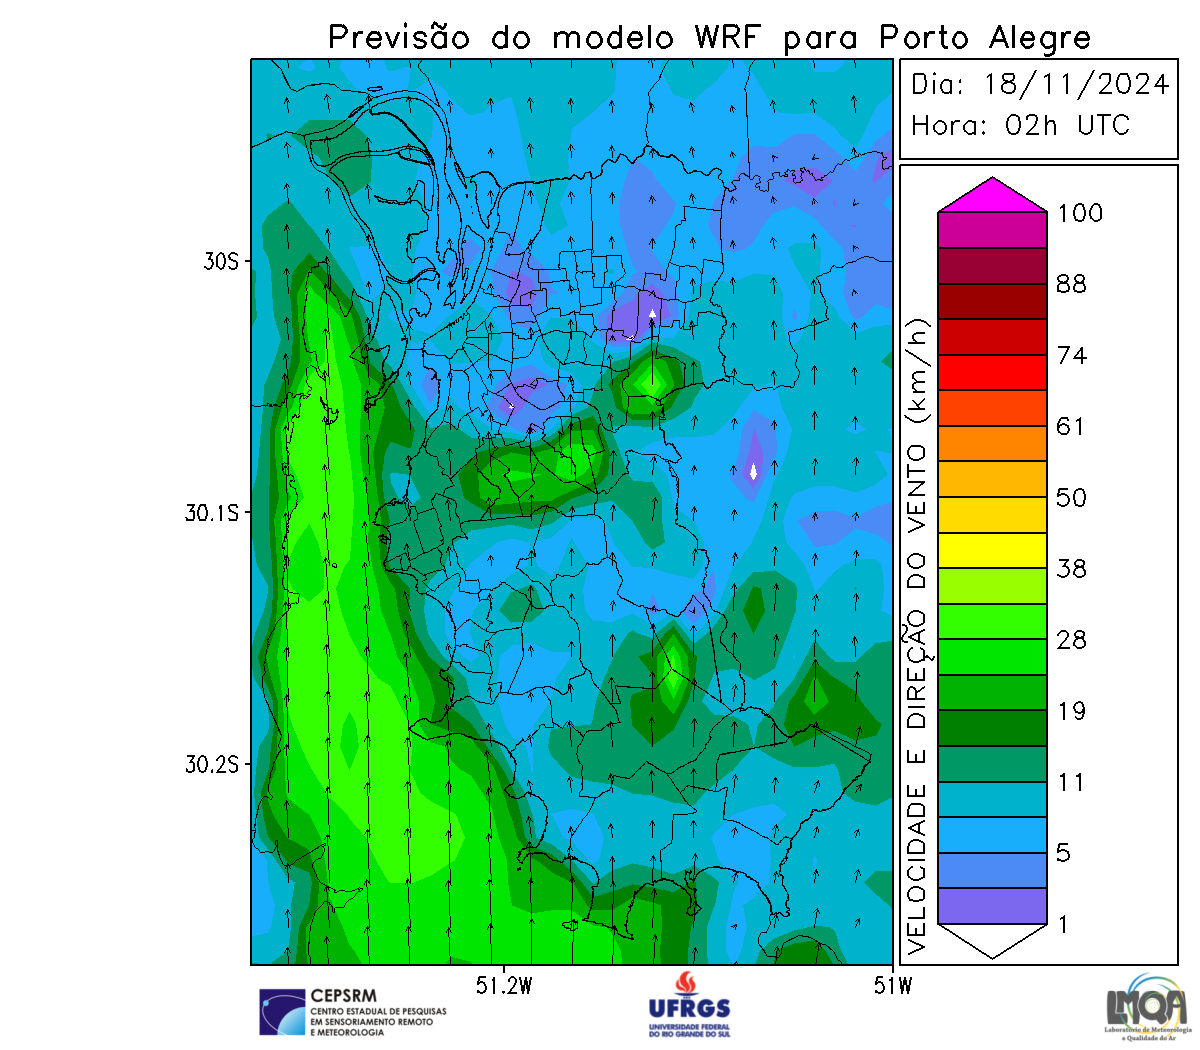 Previsão do modelo WRF para Porto Alegre
Dia: 18/11/2024
Hora: 02h UTC
30S
30.1S
30.2S
51.2W
51W
100
88
74
61
50
38
28
19
11
5
1
VELOCIDADE E DIREÇÃO DO VENTO (km/h)
CEPSRM
CENTRO ESTADUAL DE PESQUISAS
EM SENSORIAMENTO REMOTO
E METEOROLOGIA
UFRGS
UNIVERSIDADE FEDERAL
DO RIO GRANDE DO SUL
LMQA
Laboratório de Meteorologia
e Qualidade do Ar